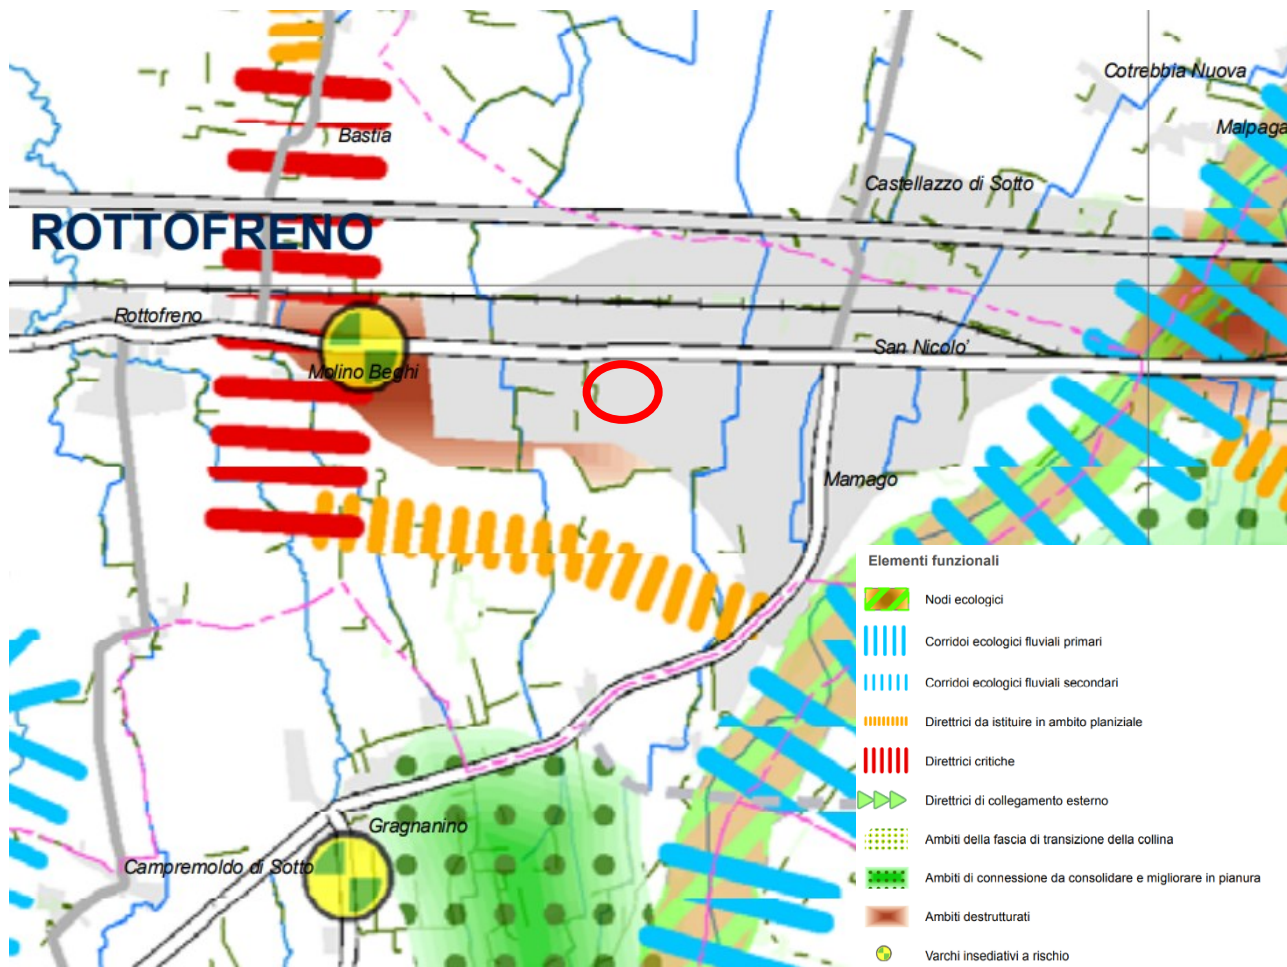 Cotrebbia Nuova
Malpaga
Bastia
Castellazzo di Sotto
ROTTOFRENO
Rottofreno
San Nicolo'
Molino Beghi
Mamago
Gragnanino
Campremoldo di Sotto
Elementi funzionali
Nodi ecologici
Corridoi ecologici fluviali primari
Corridoi ecologici fluviali secondari
Direttrici da istituire in ambito planiziale
Direttrici critiche
Direttrici di collegamento esterno
Ambiti della fascia di transizione della collina
Ambiti di connessione da consolidare e migliorare in pianura
Ambiti destrutturati
Varchi insediativi a rischio